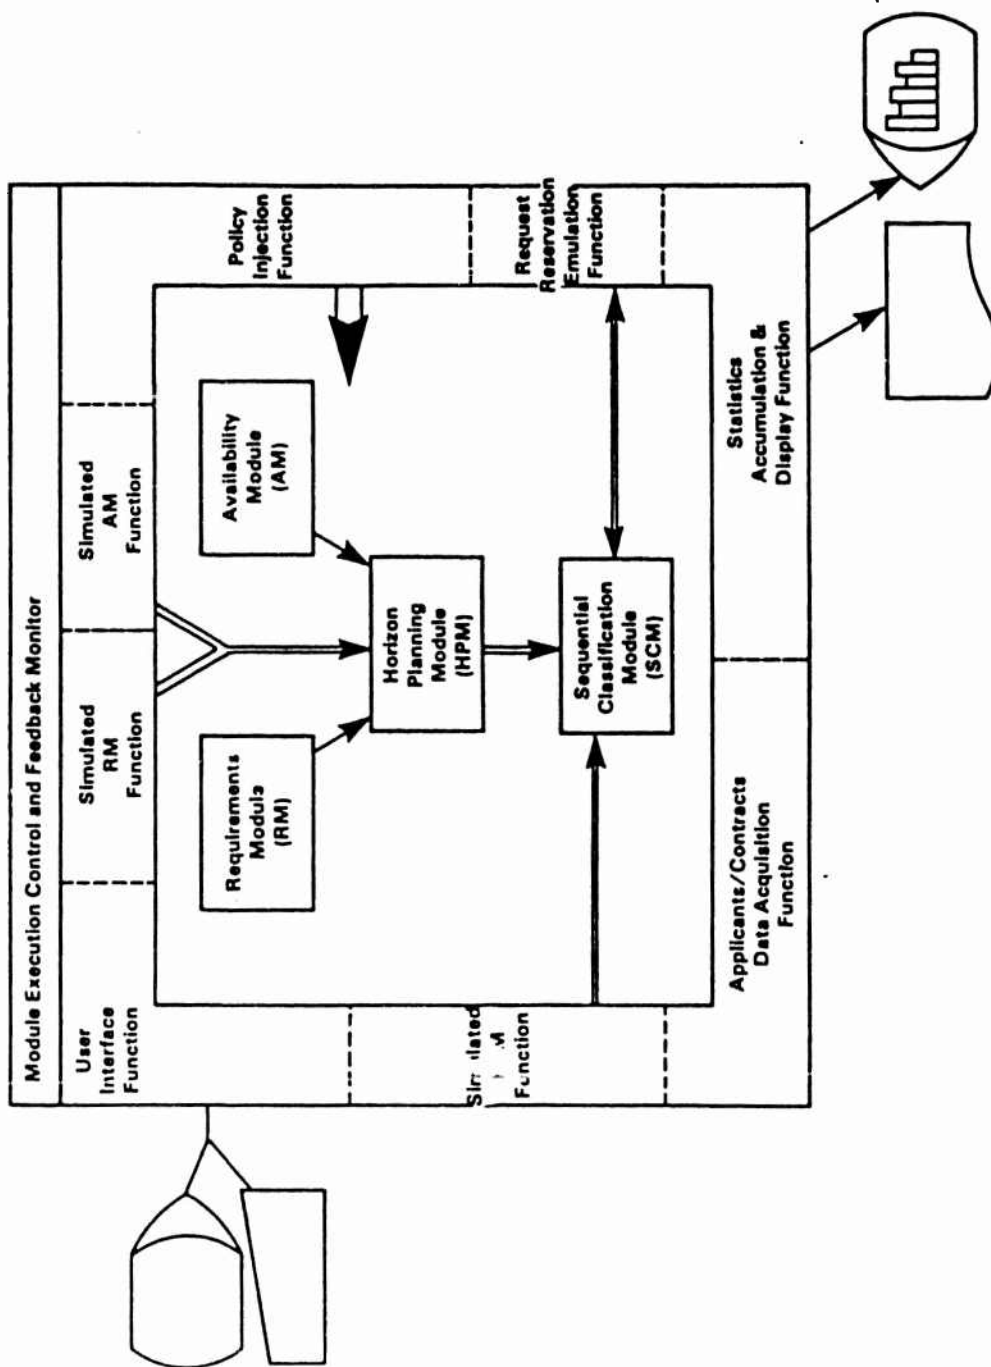 Module Execution Control and Feedback Monitor
User
Interface
Function
Simulated
RM
Function
Simulated
AM
Function
Policy
Injection
Function
Requirements
Module
(RM)
Availability
Module
(AM)
Horizon
Planning
Module
(HPM)
Function
Sequential
Classification
Module
(SCM)
Request
Reservation
Emulation
Function
Applicants/Contracts
Data Acquisition
Function
Statistics
Accumulation &
Display Function